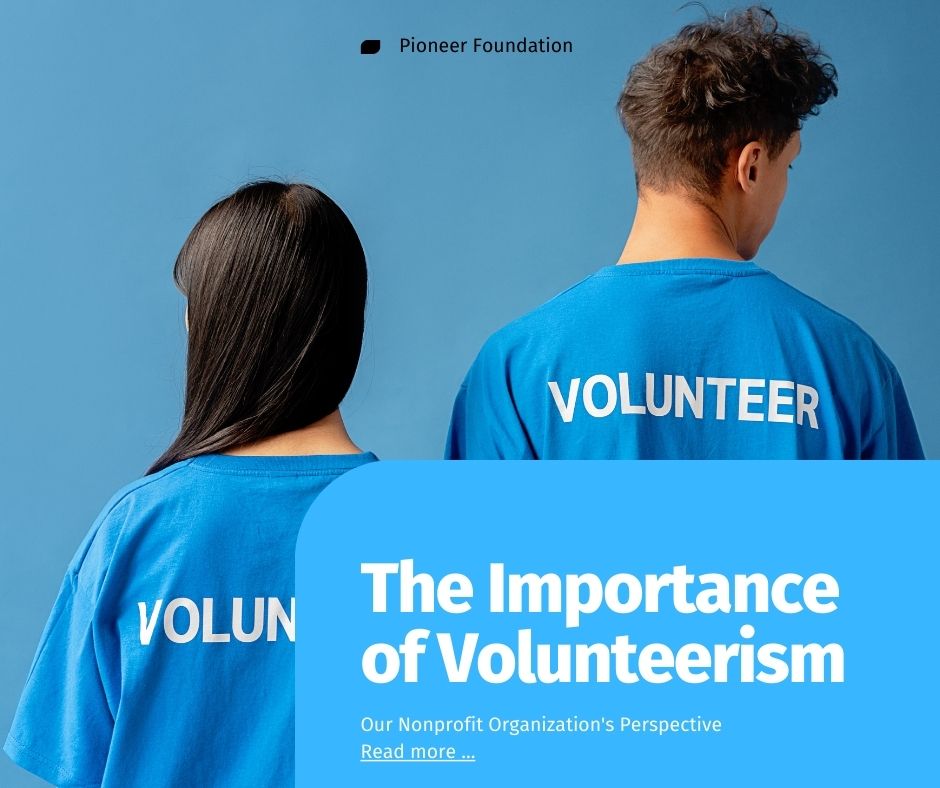 Pioneer Foundation
VOLUNTEER
VOLUN
The Importance
of Volunteerism
Our Nonprofit Organization's Perspective
Read more ...